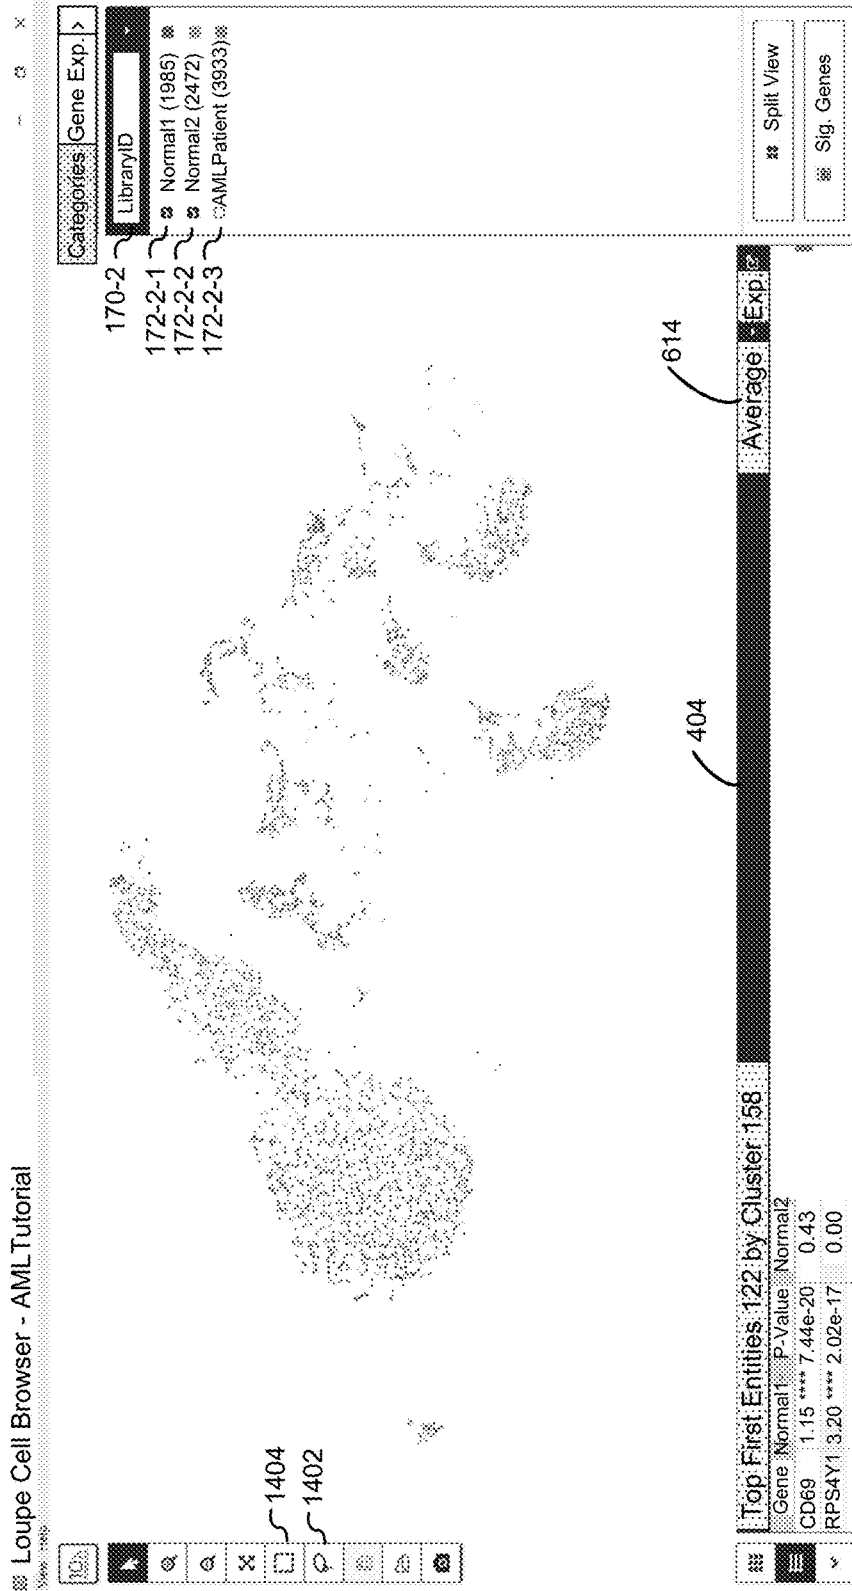 Loupe Cell Browser - AMLTutorial
View Help
Categories Gene Exp. >
170-2
LibraryID
172-2-1
Normal1 (1985)
172-2-2
Normal2 (2472)
172-2-3
AMLPatient (3933)
1404
1402
614
404
Split View
Sig. Genes
Top First Entities 122 by Cluster 158
Average Exp.
Gene Normal1 P-Value Normal2
CD69 1.15 **** 7.44e-20 0.43
RPS4Y1 3.20 **** 2.02e-17 0.00